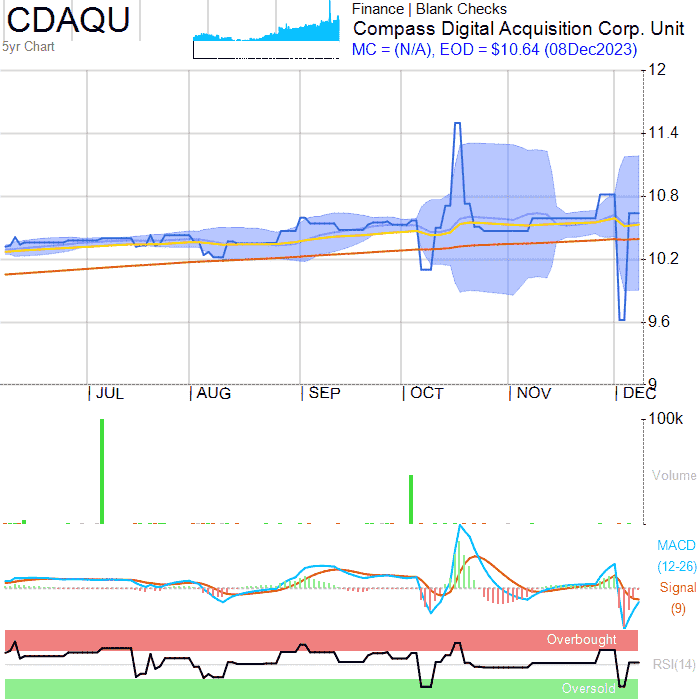 CDAQU
5yr Chart
Finance | Blank Checks
Compass Digital Acquisition Corp. Unit
MC = (N/A), EOD = $10.64 (08Dec2023)
12
11.4
10.8
10.2
9.6
9
JUL
AUG
SEP
OCT
NOV
DEC
100k
Volume
MACD
(12-26)
Signal
(9)
Overbought
RSI(14)
Oversold